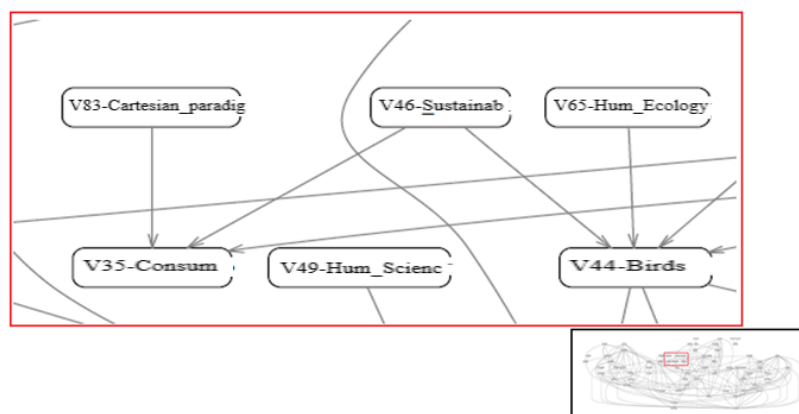 V83-Cartesian_paradig
V46-Sustainab
V65-Hum_Ecology
V35-Consum
V49-Hum_Scienc
V44-Birds